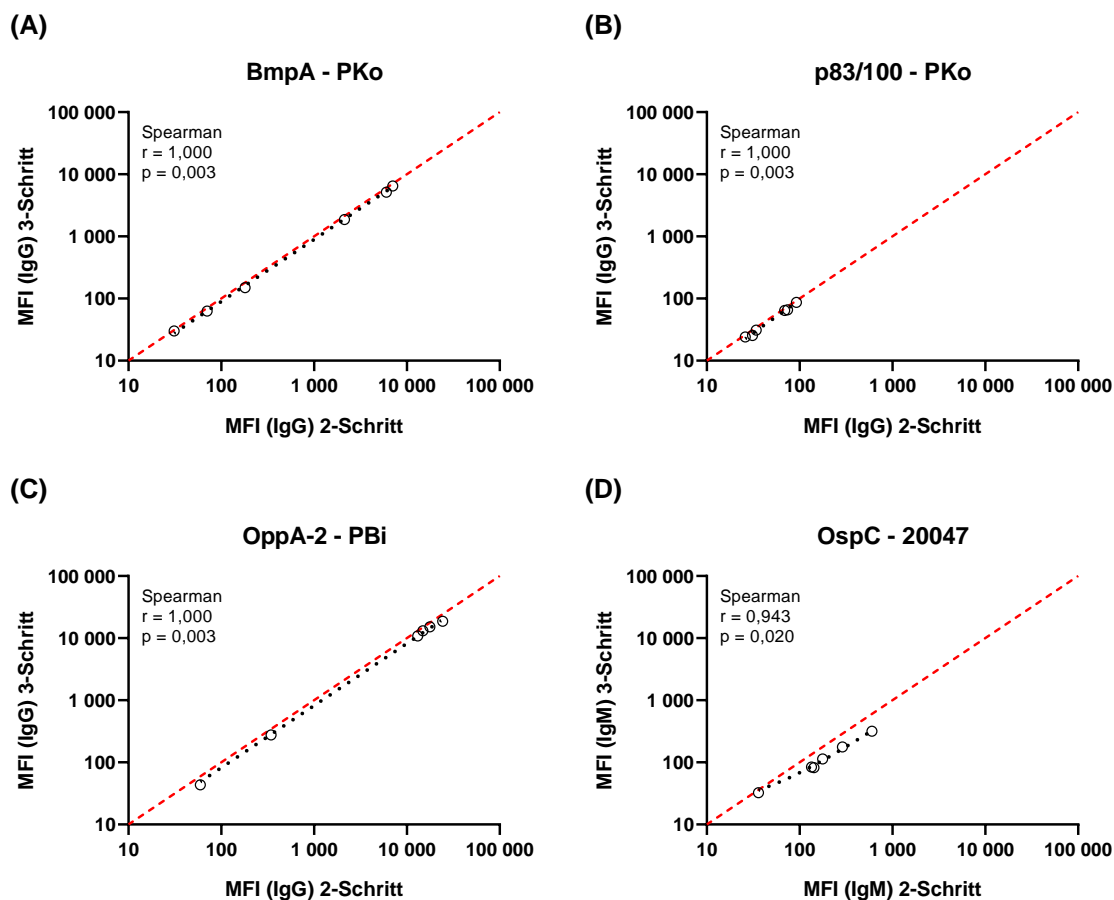 (A)
BmpA - PKo
100 000
10 000
1 000
100
10
MFI (IgG) 3-Schritt
Spearman
r = 1,000
p = 0,003
10 100 1 000 10 000 100 000
MFI (IgG) 2-Schritt
(B)
p83/100 - PKo
100 000
10 000
1 000
100
10
MFI (IgG) 3-Schritt
Spearman
r = 1,000
p = 0,003
10 100 1 000 10 000 100 000
MFI (IgG) 2-Schritt
(C)
OppA-2 - PBi
100 000
10 000
1 000
100
10
MFI (IgG) 3-Schritt
Spearman
r = 1,000
p = 0,003
10 100 1 000 10 000 100 000
MFI (IgG) 2-Schritt
(D)
OspC - 20047
100 000
10 000
1 000
100
10
MFI (IgM) 3-Schritt
Spearman
r = 0,943
p = 0,020
10 100 1 000 10 000 100 000
MFI (IgM) 2-Schritt